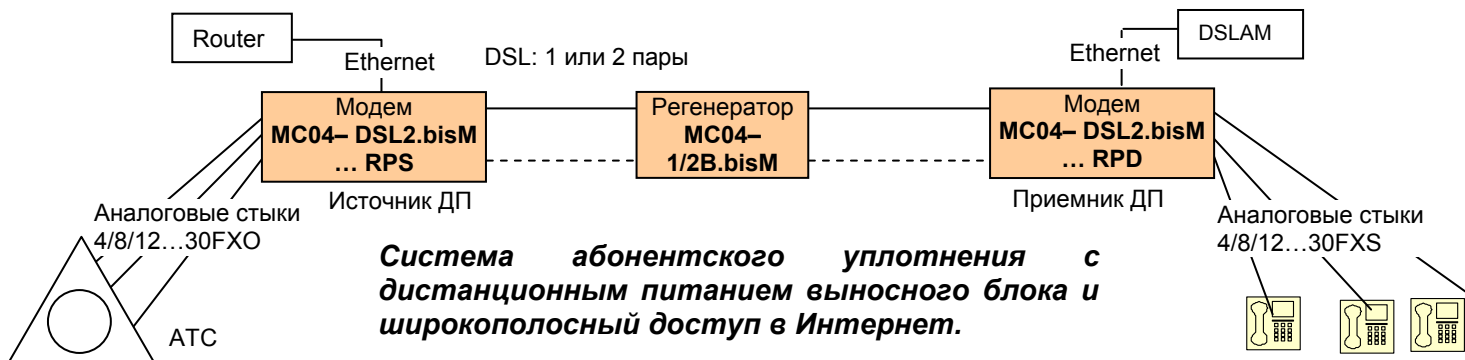 Router
Ethernet
DSL: 1 или 2 пары
Ethernet
DSLAM
Модем
MC04– DSL2.bisM
... RPS
Регенератор
MC04–
1/2B.bisM
Модем
MC04– DSL2.bisM
... RPD
Источник ДП
Приемник ДП
Аналоговые стыки
4/8/12...30FXO
Аналоговые стыки
4/8/12...30FXS
Система абонентского уплотнения с
дистанционным питанием выносного блока и
широкополосный доступ в Интернет.
АТС